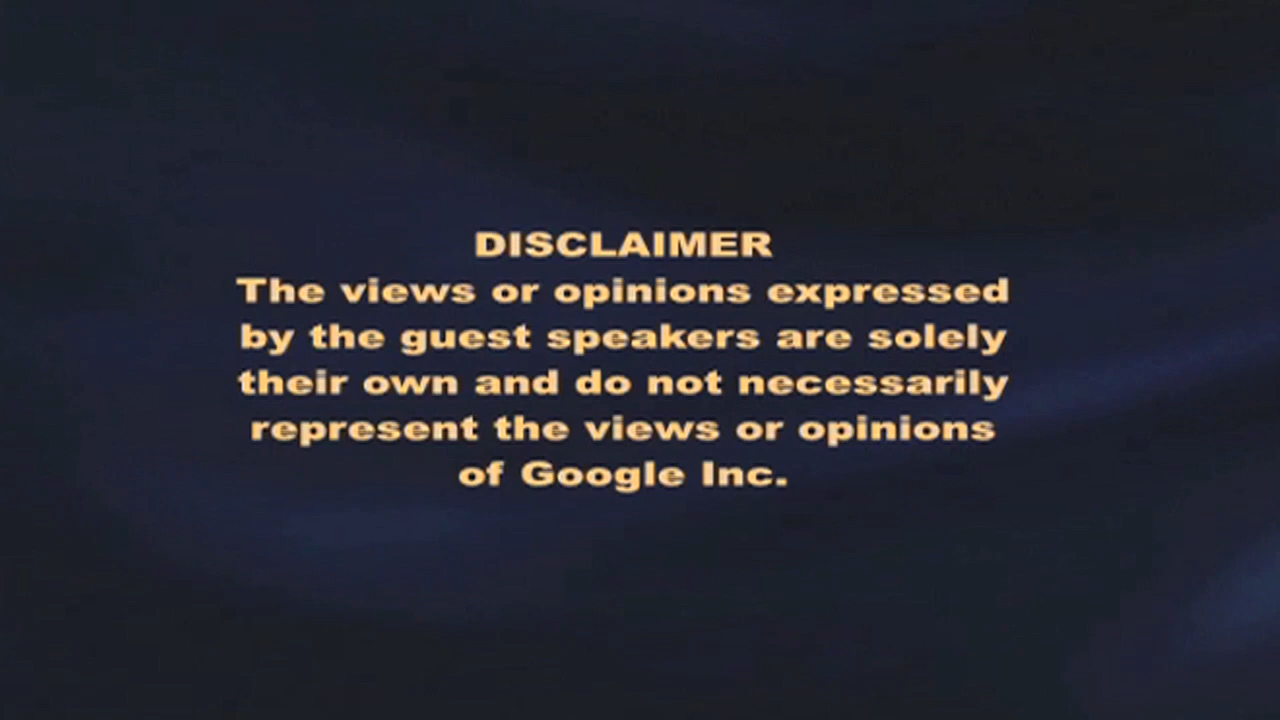 DISCLAIMER
The views or opinions expressed
by the guest speakers are solely
their own and do not necessarily
represent the views or opinions
of Google Inc.